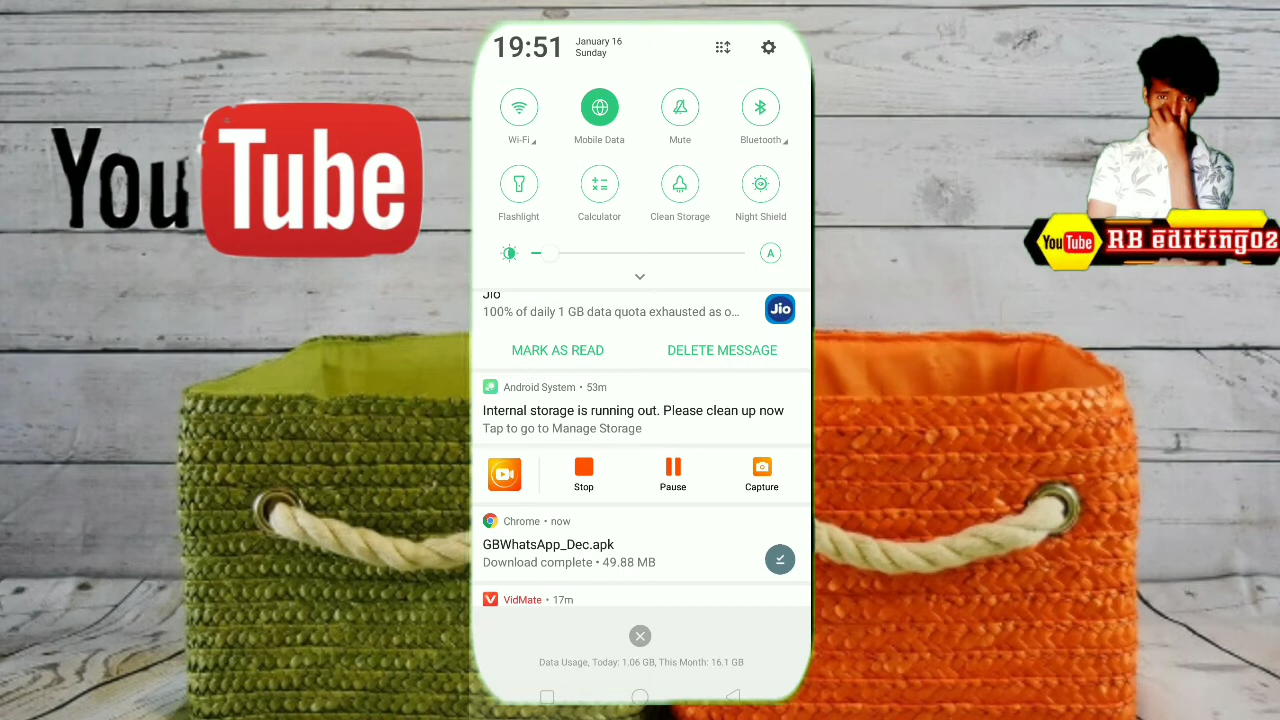 YouTube
YouTube
RB editing02
19:51
January 16
Sunday
Wi-Fi
Mobile Data
Mute
Bluetooth
Flashlight
Calculator
Clean Storage
Night Shield
A
Jio
100% of daily 1 GB data quota exhausted as o...
Jio
MARK AS READ
DELETE MESSAGE
Android System • 53m
Internal storage is running out. Please clean up now
Tap to go to Manage Storage
Stop
Pause
Capture
Chrome • now
GBWhatsApp_Dec.apk
Download complete • 49.88 MB
VidMate • 17m
Data Usage, Today: 1.06 GB, This Month: 16.1 GB